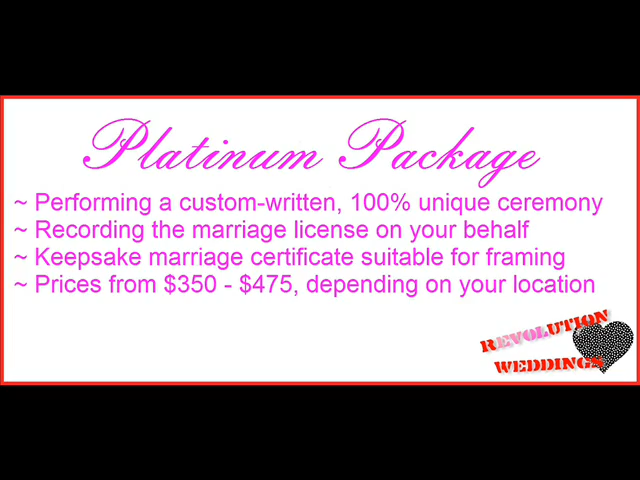 Platinum Package
~ Performing a custom-written, 100% unique ceremony
~ Recording the marriage license on your behalf
~ Keepsake marriage certificate suitable for framing
~ Prices from $350 - $475, depending on your location
REVOLUTION
WEDDINGS